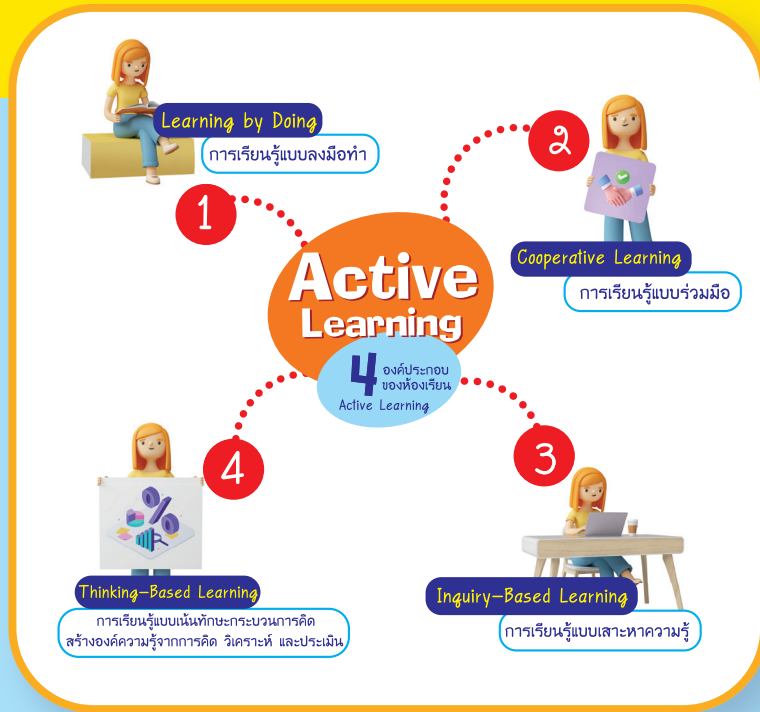 Learning by Doing
การเรียนรู้แบบลงมือทำ
1
2
Cooperative Learning
การเรียนรู้แบบร่วมมือ
Active
Learning
4 องค์ประกอบ
ของห้องเรียน
Active Learning
3
Inquiry-Based Learning
การเรียนรู้แบบเสาะหาความรู้
4
Thinking-Based Learning
การเรียนรู้แบบเน้นทักษะกระบวนการคิด
สร้างองค์ความรู้จากการคิด วิเคราะห์ และประเมิน